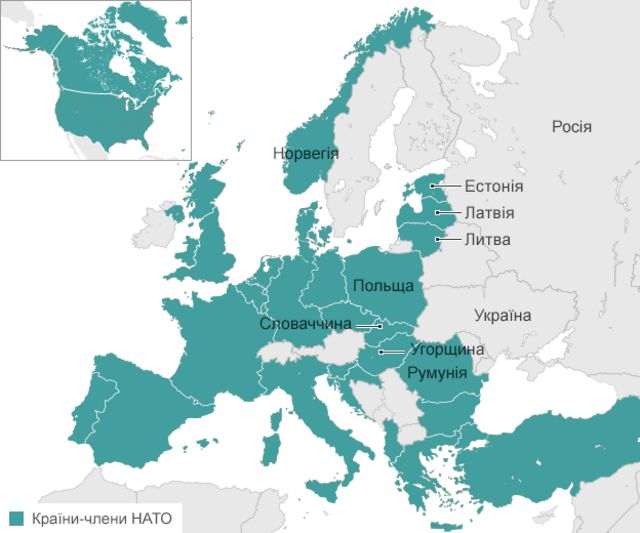 Росія
Норвегія
Естонія
Латвія
Литва
Польща
Україна
Словаччина
Угорщина
Румунія
Країни-члени НАТО